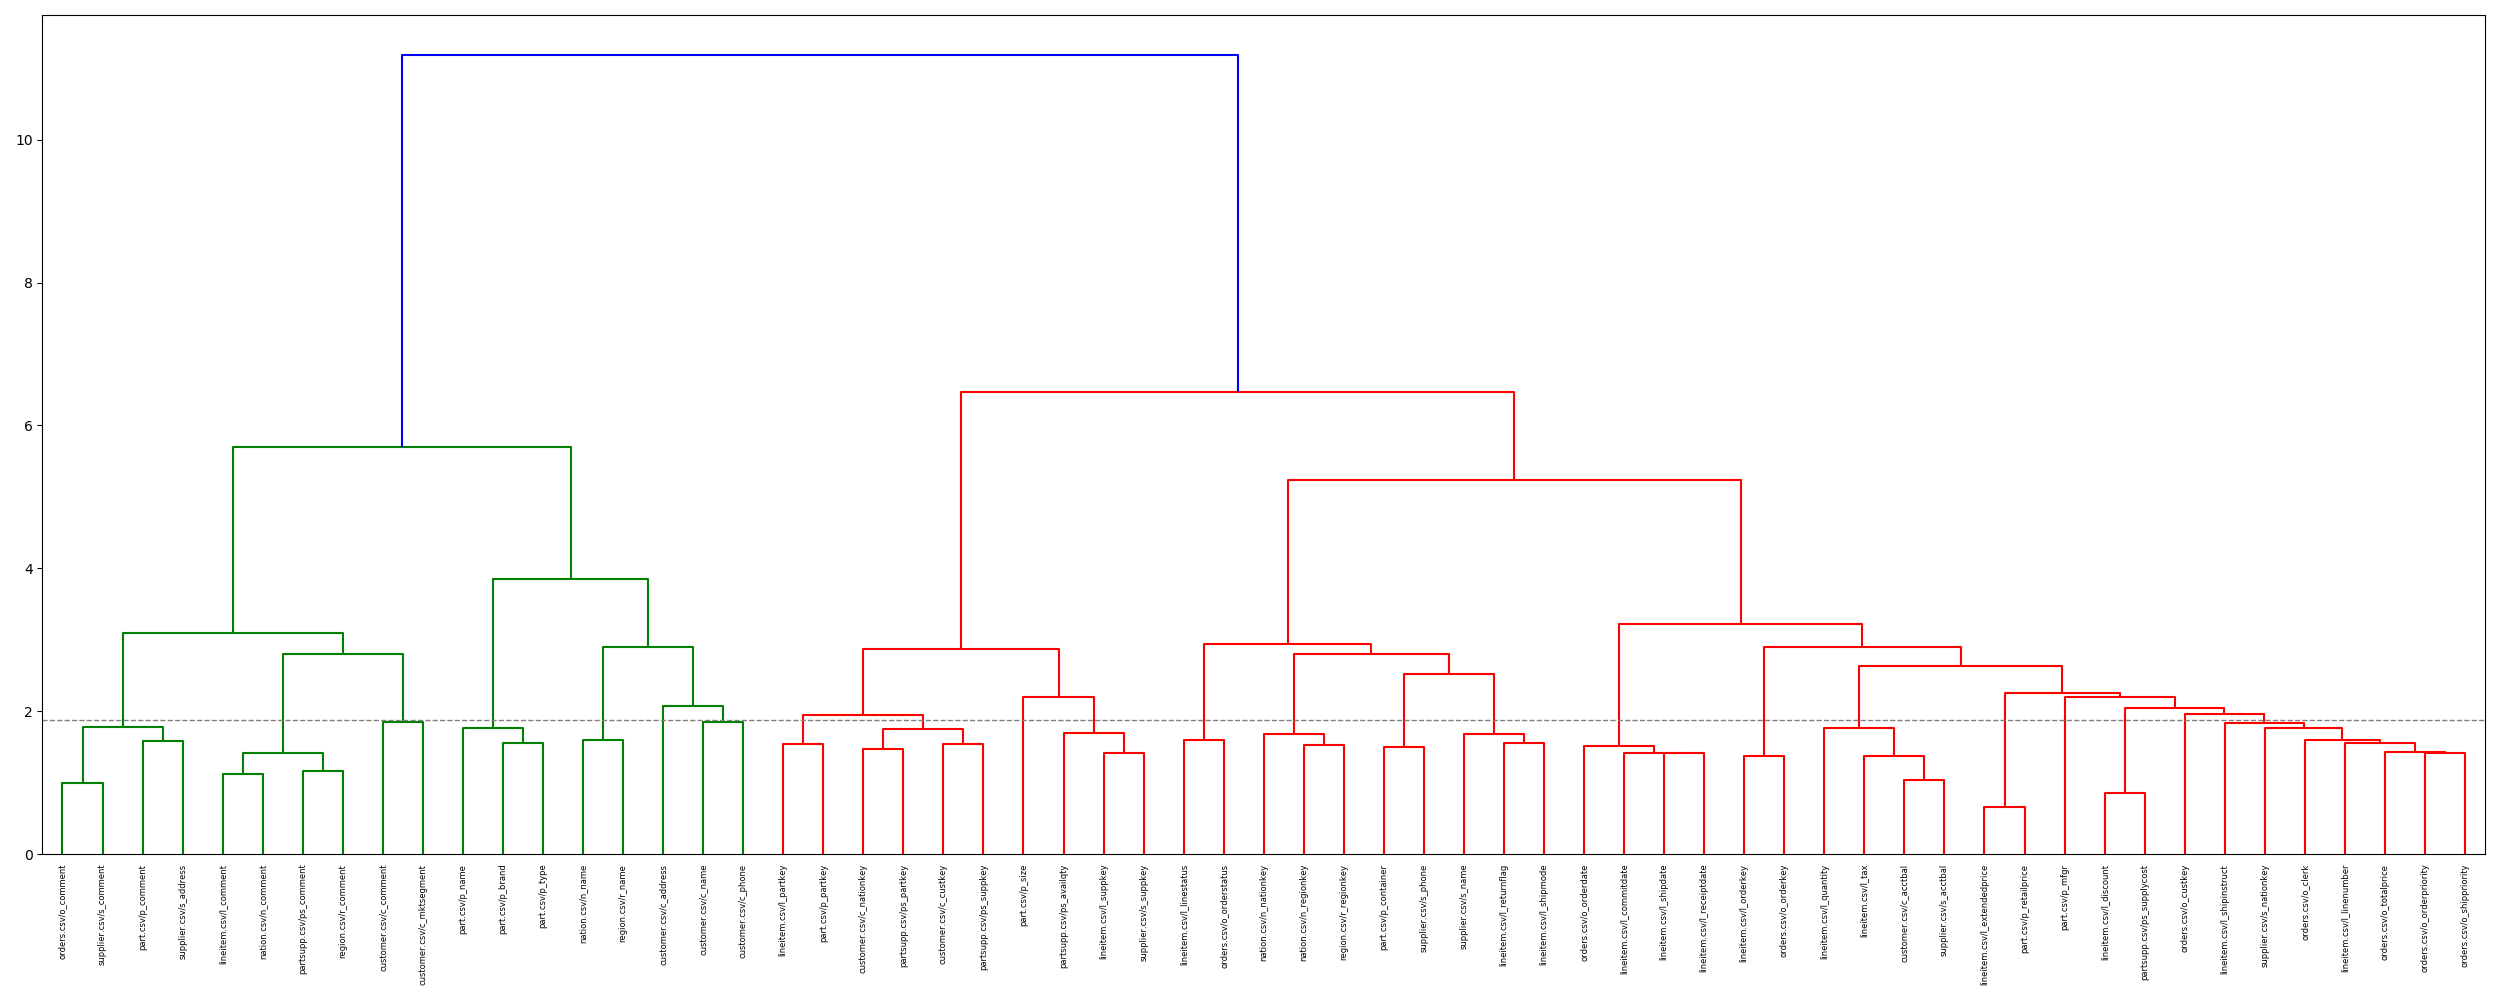 10
8
6
4
2
0
orders.csv/o_comment
supplier.csv/s_comment
part.csv/p_comment
supplier.csv/s_address
lineitem.csv/l_comment
nation.csv/n_comment
partsupp.csv/ps_comment
region.csv/r_comment
customer.csv/c_comment
customer.csv/c_mktsegment
part.csv/p_name
part.csv/p_brand
part.csv/p_type
nation.csv/n_name
region.csv/r_name
customer.csv/c_address
customer.csv/c_name
customer.csv/c_phone
lineitem.csv/l_partkey
part.csv/p_partkey
customer.csv/c_nationkey
partsupp.csv/ps_partkey
customer.csv/c_custkey
partsupp.csv/ps_suppkey
part.csv/p_size
partsupp.csv/ps_availqty
lineitem.csv/l_suppkey
supplier.csv/s_suppkey
lineitem.csv/l_linestatus
orders.csv/o_orderstatus
nation.csv/n_nationkey
nation.csv/n_regionkey
region.csv/r_regionkey
part.csv/p_container
supplier.csv/s_phone
supplier.csv/s_name
lineitem.csv/l_returnflag
lineitem.csv/l_shipmode
orders.csv/o_orderdate
lineitem.csv/l_commitdate
lineitem.csv/l_shipdate
lineitem.csv/l_receiptdate
lineitem.csv/l_orderkey
orders.csv/o_orderkey
lineitem.csv/l_quantity
lineitem.csv/l_tax
customer.csv/c_acctbal
supplier.csv/s_acctbal
lineitem.csv/l_extendedprice
part.csv/p_retailprice
part.csv/p_mfgr
lineitem.csv/l_discount
partsupp.csv/ps_supplycost
orders.csv/o_custkey
lineitem.csv/l_shipinstruct
supplier.csv/s_nationkey
orders.csv/o_clerk
lineitem.csv/l_linenumber
orders.csv/o_totalprice
orders.csv/o_orderpriority
orders.csv/o_shippriority